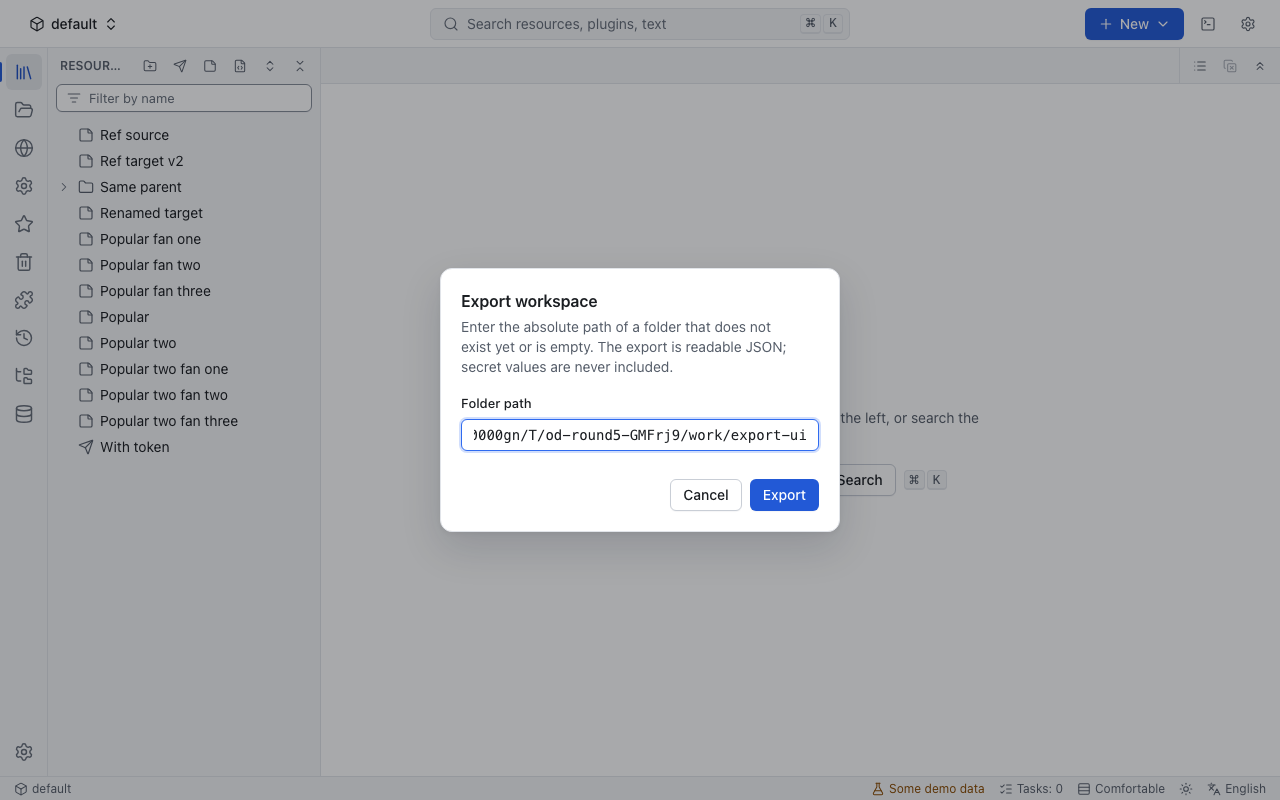 default
Search resources, plugins, text
⌘ K
New
RESOUR...
Filter by name
Ref source
Ref target v2
Same parent
Renamed target
Popular fan one
Popular fan two
Popular fan three
Popular
Popular two
Popular two fan one
Popular two fan two
Popular two fan three
With token
the left, or search the
Search ⌘ K
Export workspace
Enter the absolute path of a folder that does not
exist yet or is empty. The export is readable JSON;
secret values are never included.
Folder path
000gn/T/od-round5-GMFrj9/work/export-ui
Cancel
Export
default
Some demo data
Tasks: 0
Comfortable
English